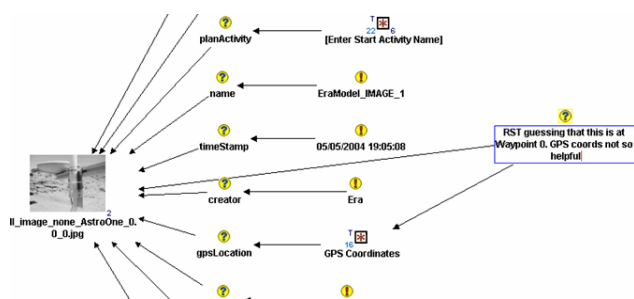 T
22 6
planActivity
[Enter Start Activity Name]
name
EraModel_IMAGE_1
timeStamp
05/05/2004 19:05:08
RST guessing that this is at
Waypoint 0. GPS coords not so
helpful
creator
Era
2
ll_image_none_AstroOne_0.
0_0.jpg
T
16
gpsLocation
GPS Coordinates